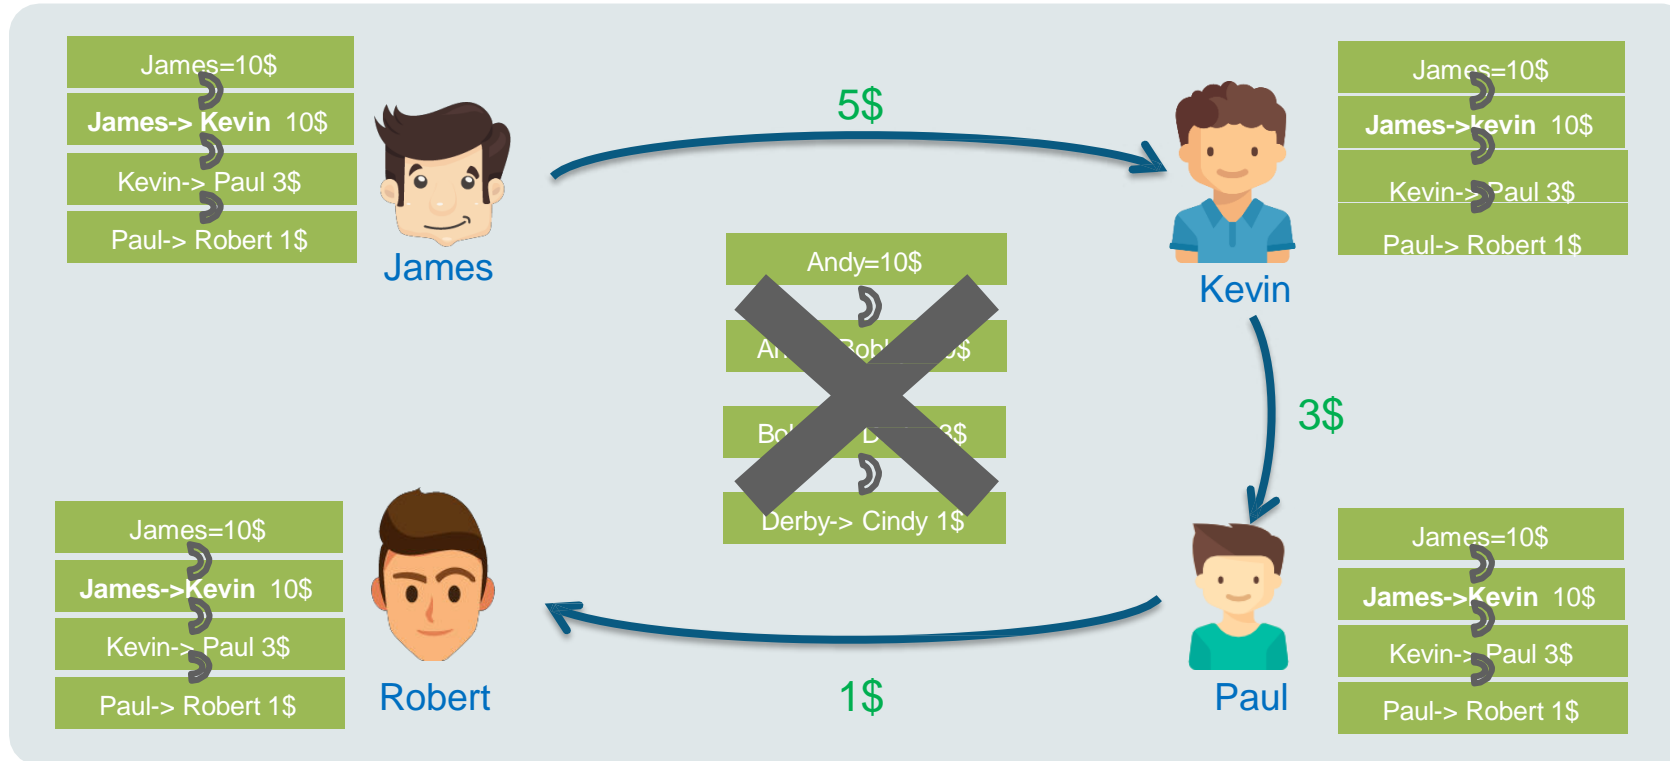 James=10$
James-> Kevin 10$
Kevin-> Paul 3$
Paul-> Robert 1$
James
5$
Kevin
James=10$
James->kevin 10$
Kevin-> Paul 3$
Paul-> Robert 1$
Andy=10$
Derby-> Cindy 1$
3$
James=10$
James->Kevin 10$
Kevin-> Paul 3$
Paul-> Robert 1$
Robert
1$
Paul
James=10$
James->Kevin 10$
Kevin-> Paul 3$
Paul-> Robert 1$